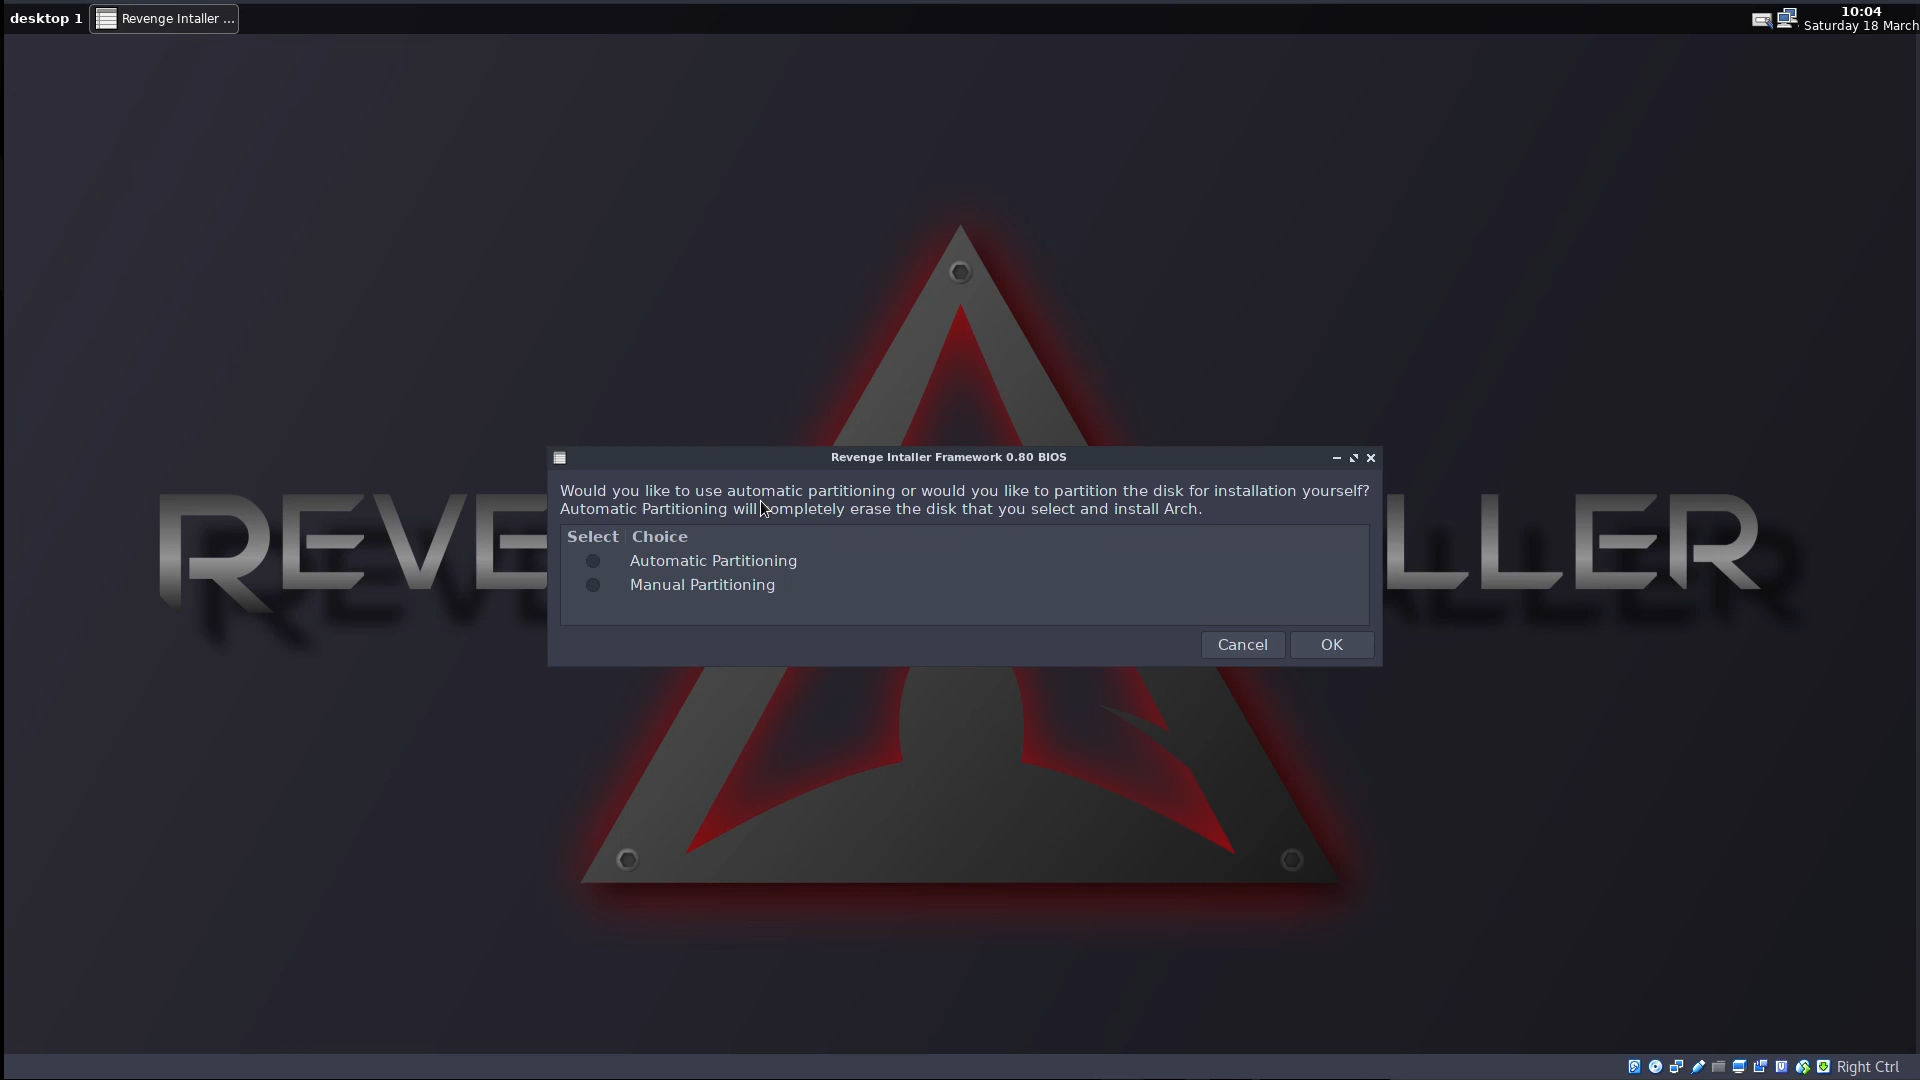 desktop 1
Revenge Intaller ...
10:04
Saturday 18 March
REVE
LLER
Revenge Intaller Framework 0.80 BIOS
Would you like to use automatic partitioning or would you like to partition the disk for installation yourself?
Automatic Partitioning will completely erase the disk that you select and install Arch.
Select Choice
Automatic Partitioning
Manual Partitioning
Cancel OK
Right Ctrl